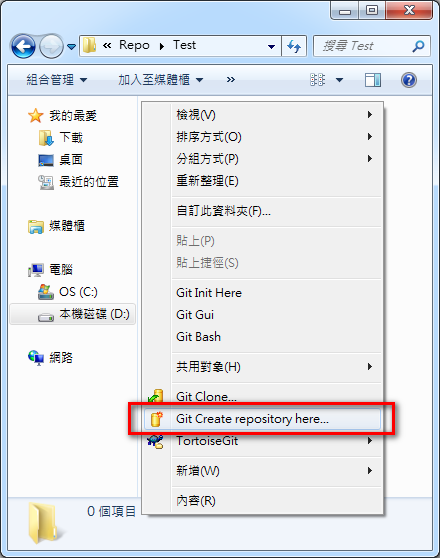 « Repo ▸ Test
搜尋 Test
組合管理 ▼ 加入至媒體櫃 ▼ »
我的最愛
下載
桌面
最近的位置
媒體櫃
電腦
OS (C:)
本機磁碟 (D:)
網路
檢視(V)
排序方式(O)
分組方式(P)
重新整理(E)
自訂此資料夾(F)...
貼上(P)
貼上捷徑(S)
Git Init Here
Git Gui
Git Bash
共用對象(H)
Git Clone...
Git Create repository here...
TortoiseGit
新增(W)
內容(R)
0 個項目